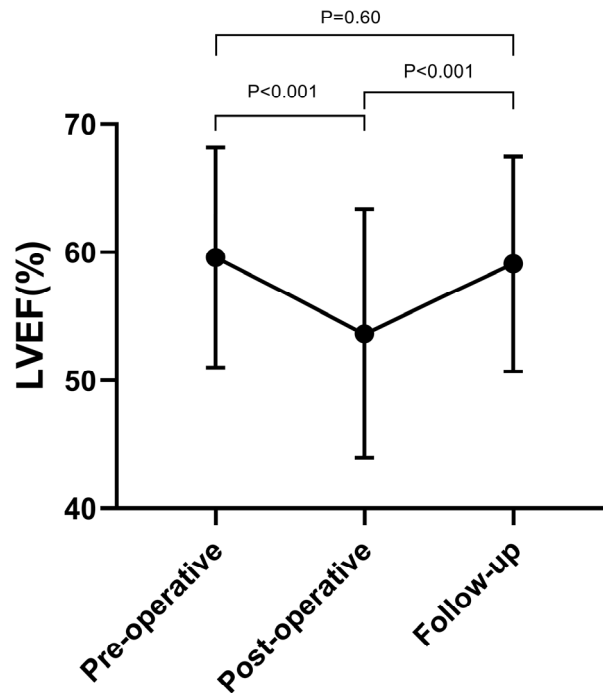 P=0.60
P<0.001
P<0.001
70
60
50
40
LVEF(%)
Pre-operative
Post-operative
Follow-up